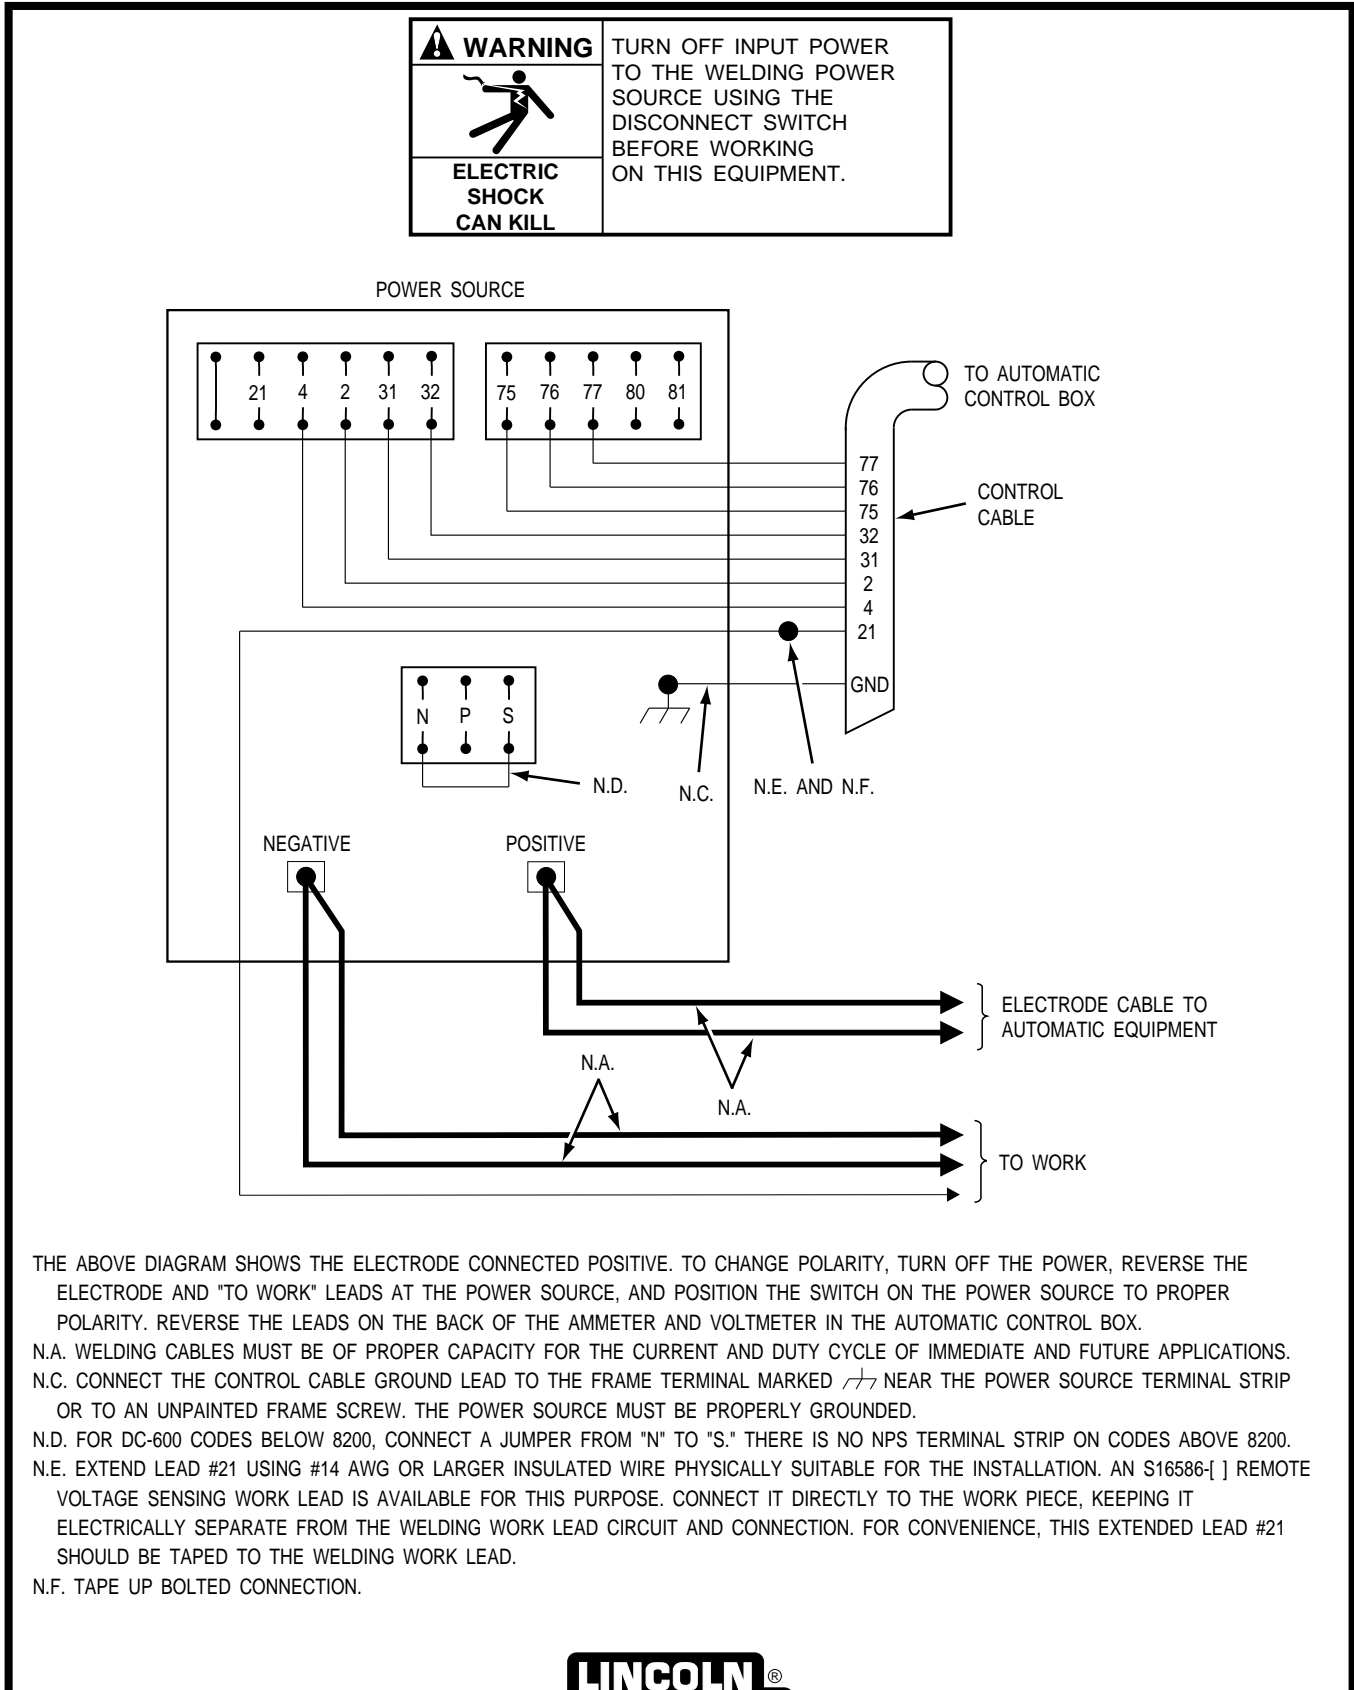 WARNING
ELECTRIC
SHOCK
CAN KILL
TURN OFF INPUT POWER
TO THE WELDING POWER
SOURCE USING THE
DISCONNECT SWITCH
BEFORE WORKING
ON THIS EQUIPMENT.
POWER SOURCE
21 4 2 31 32 75 76 77 80 81
TO AUTOMATIC
CONTROL BOX
77
76
75
32
31
2
4
21
GND
CONTROL
CABLE
N P S
N.D.
N.C.
N.E. AND N.F.
NEGATIVE
POSITIVE
ELECTRODE CABLE TO
AUTOMATIC EQUIPMENT
N.A.
N.A.
TO WORK
THE ABOVE DIAGRAM SHOWS THE ELECTRODE CONNECTED POSITIVE. TO CHANGE POLARITY, TURN OFF THE POWER, REVERSE THE
ELECTRODE AND "TO WORK" LEADS AT THE POWER SOURCE, AND POSITION THE SWITCH ON THE POWER SOURCE TO PROPER
POLARITY. REVERSE THE LEADS ON THE BACK OF THE AMMETER AND VOLTMETER IN THE AUTOMATIC CONTROL BOX.
N.A. WELDING CABLES MUST BE OF PROPER CAPACITY FOR THE CURRENT AND DUTY CYCLE OF IMMEDIATE AND FUTURE APPLICATIONS.
N.C. CONNECT THE CONTROL CABLE GROUND LEAD TO THE FRAME TERMINAL MARKED NEAR THE POWER SOURCE TERMINAL STRIP
OR TO AN UNPAINTED FRAME SCREW. THE POWER SOURCE MUST BE PROPERLY GROUNDED.
N.D. FOR DC-600 CODES BELOW 8200, CONNECT A JUMPER FROM "N" TO "S." THERE IS NO NPS TERMINAL STRIP ON CODES ABOVE 8200.
N.E. EXTEND LEAD #21 USING #14 AWG OR LARGER INSULATED WIRE PHYSICALLY SUITABLE FOR THE INSTALLATION. AN S16586-[ ] REMOTE
VOLTAGE SENSING WORK LEAD IS AVAILABLE FOR THIS PURPOSE. CONNECT IT DIRECTLY TO THE WORK PIECE, KEEPING IT
ELECTRICALLY SEPARATE FROM THE WELDING WORK LEAD CIRCUIT AND CONNECTION. FOR CONVENIENCE, THIS EXTENDED LEAD #21
SHOULD BE TAPED TO THE WELDING WORK LEAD.
N.F. TAPE UP BOLTED CONNECTION.
LINCOLN ®